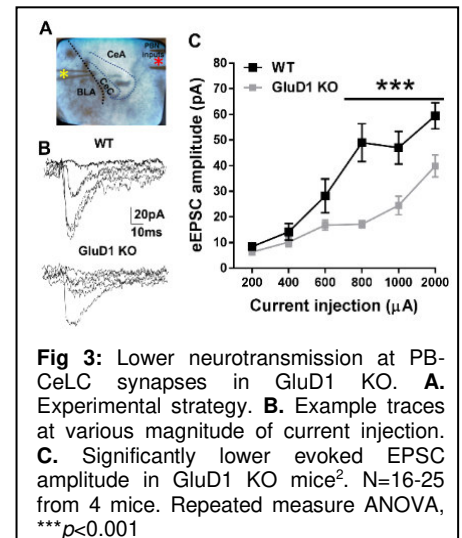 A
CeA
PBN
inputs
*
*
BLA
CeC
B
WT
20pA
10ms
GluD1 KO
C
WT
GluD1 KO
***
eEPSC amplitude (pA)
80
70
60
50
40
30
20
10
0
200 400 600 800 1000 2000
Current injection (µA)
Fig 3: Lower neurotransmission at PB-
CeLC synapses in GluD1 KO. A.
Experimental strategy. B. Example traces
at various magnitude of current injection.
C. Significantly lower evoked EPSC
amplitude in GluD1 KO mice². N=16-25
from 4 mice. Repeated measure ANOVA,
***p<0.001